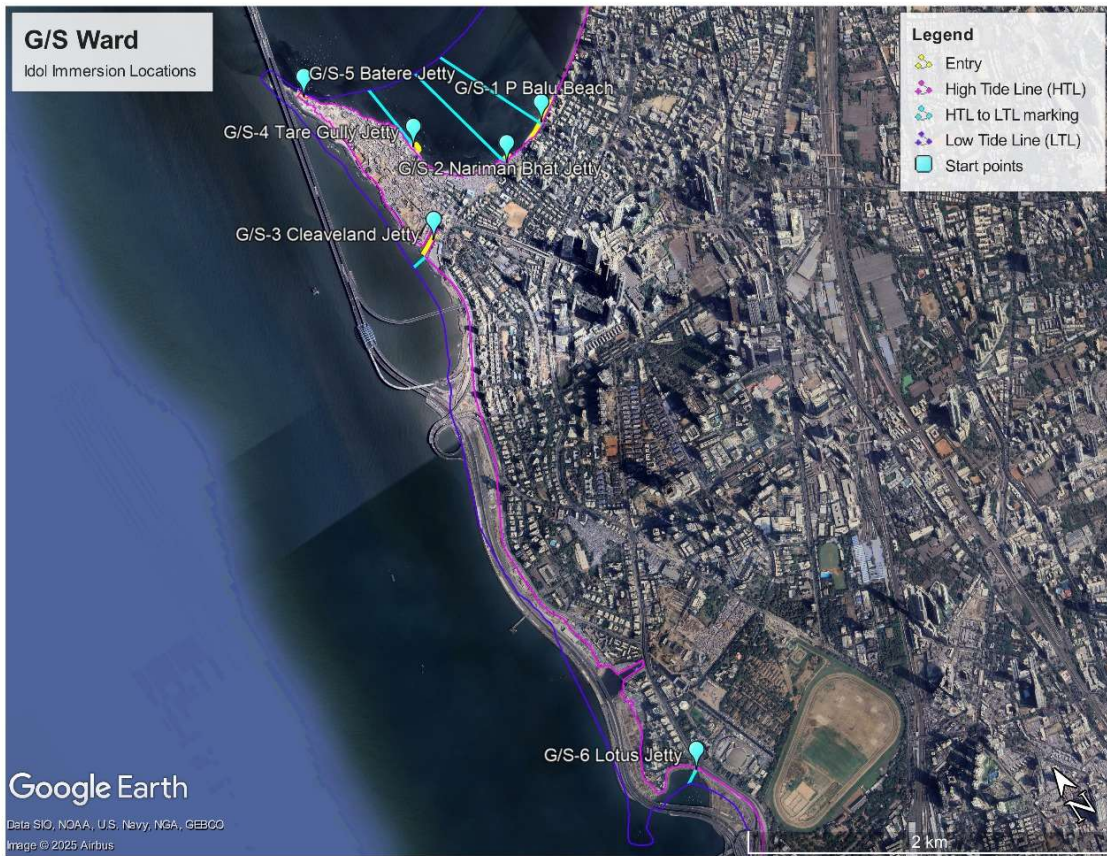 G/S Ward
Idol Immersion Locations
Legend
Entry
High Tide Line (HTL)
HTL to LTL marking
Low Tide Line (LTL)
Start points
G/S-5 Batere Jetty
G/S-1 P Balu Beach
G/S-4 Tare Gully Jetty
G/S-2 Nariman Bhat Jetty
G/S-3 Cleaveland Jetty
G/S-6 Lotus Jetty
Google Earth
Data SIO, NOAA, U.S. Navy, NGA, GEBCO
Image © 2025 Airbus
N
2 km